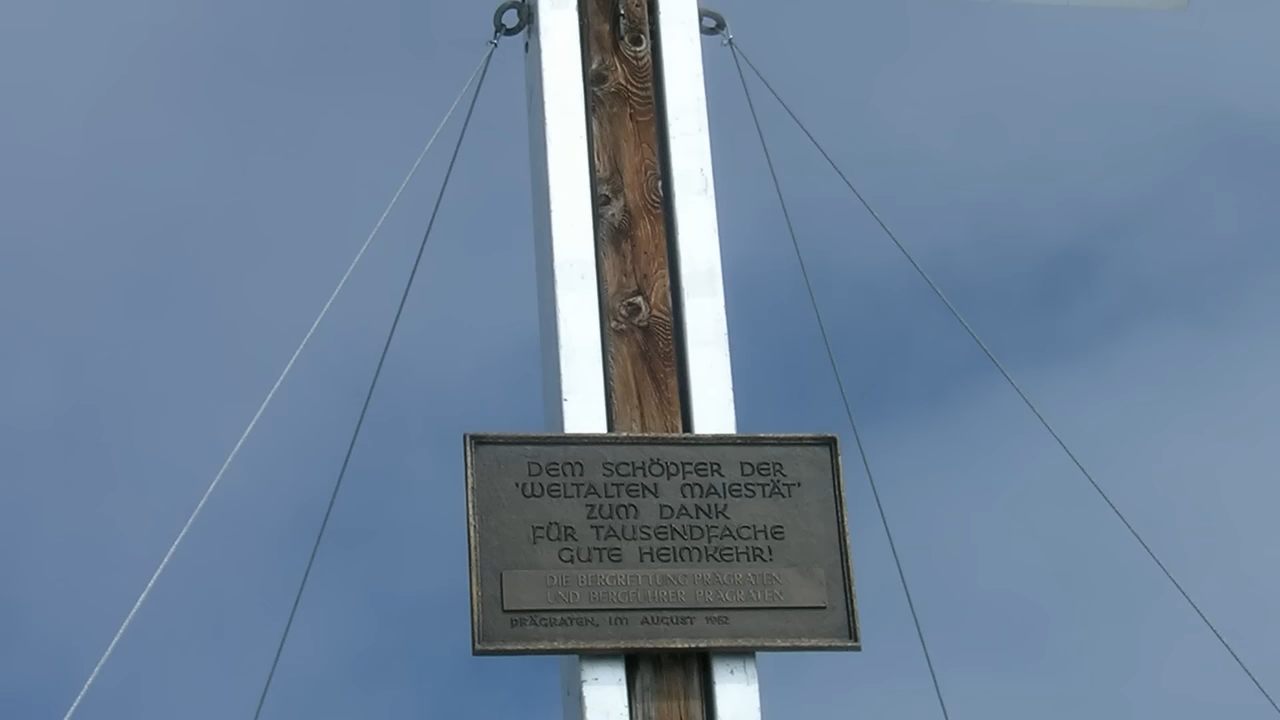 DEM SCHÖPFER DER
'WELTALTEN MAJESTÄT'
ZUM DANK
FÜR TAUSENDFACHE
GUTE HEIMKEHR!
DIE BERGRETTUNG PRÄGRATEN
UND BERGFÜHRER PRÄGRATEN
PRÄGRATEN, IM AUGUST 1982